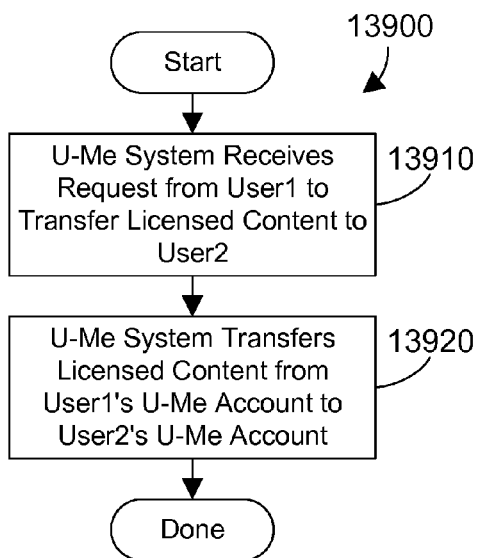 13900
Start
U-Me System Receives
Request from User1 to
Transfer Licensed Content to
User2
13910
U-Me System Transfers
Licensed Content from
User1's U-Me Account to
User2's U-Me Account
13920
Done